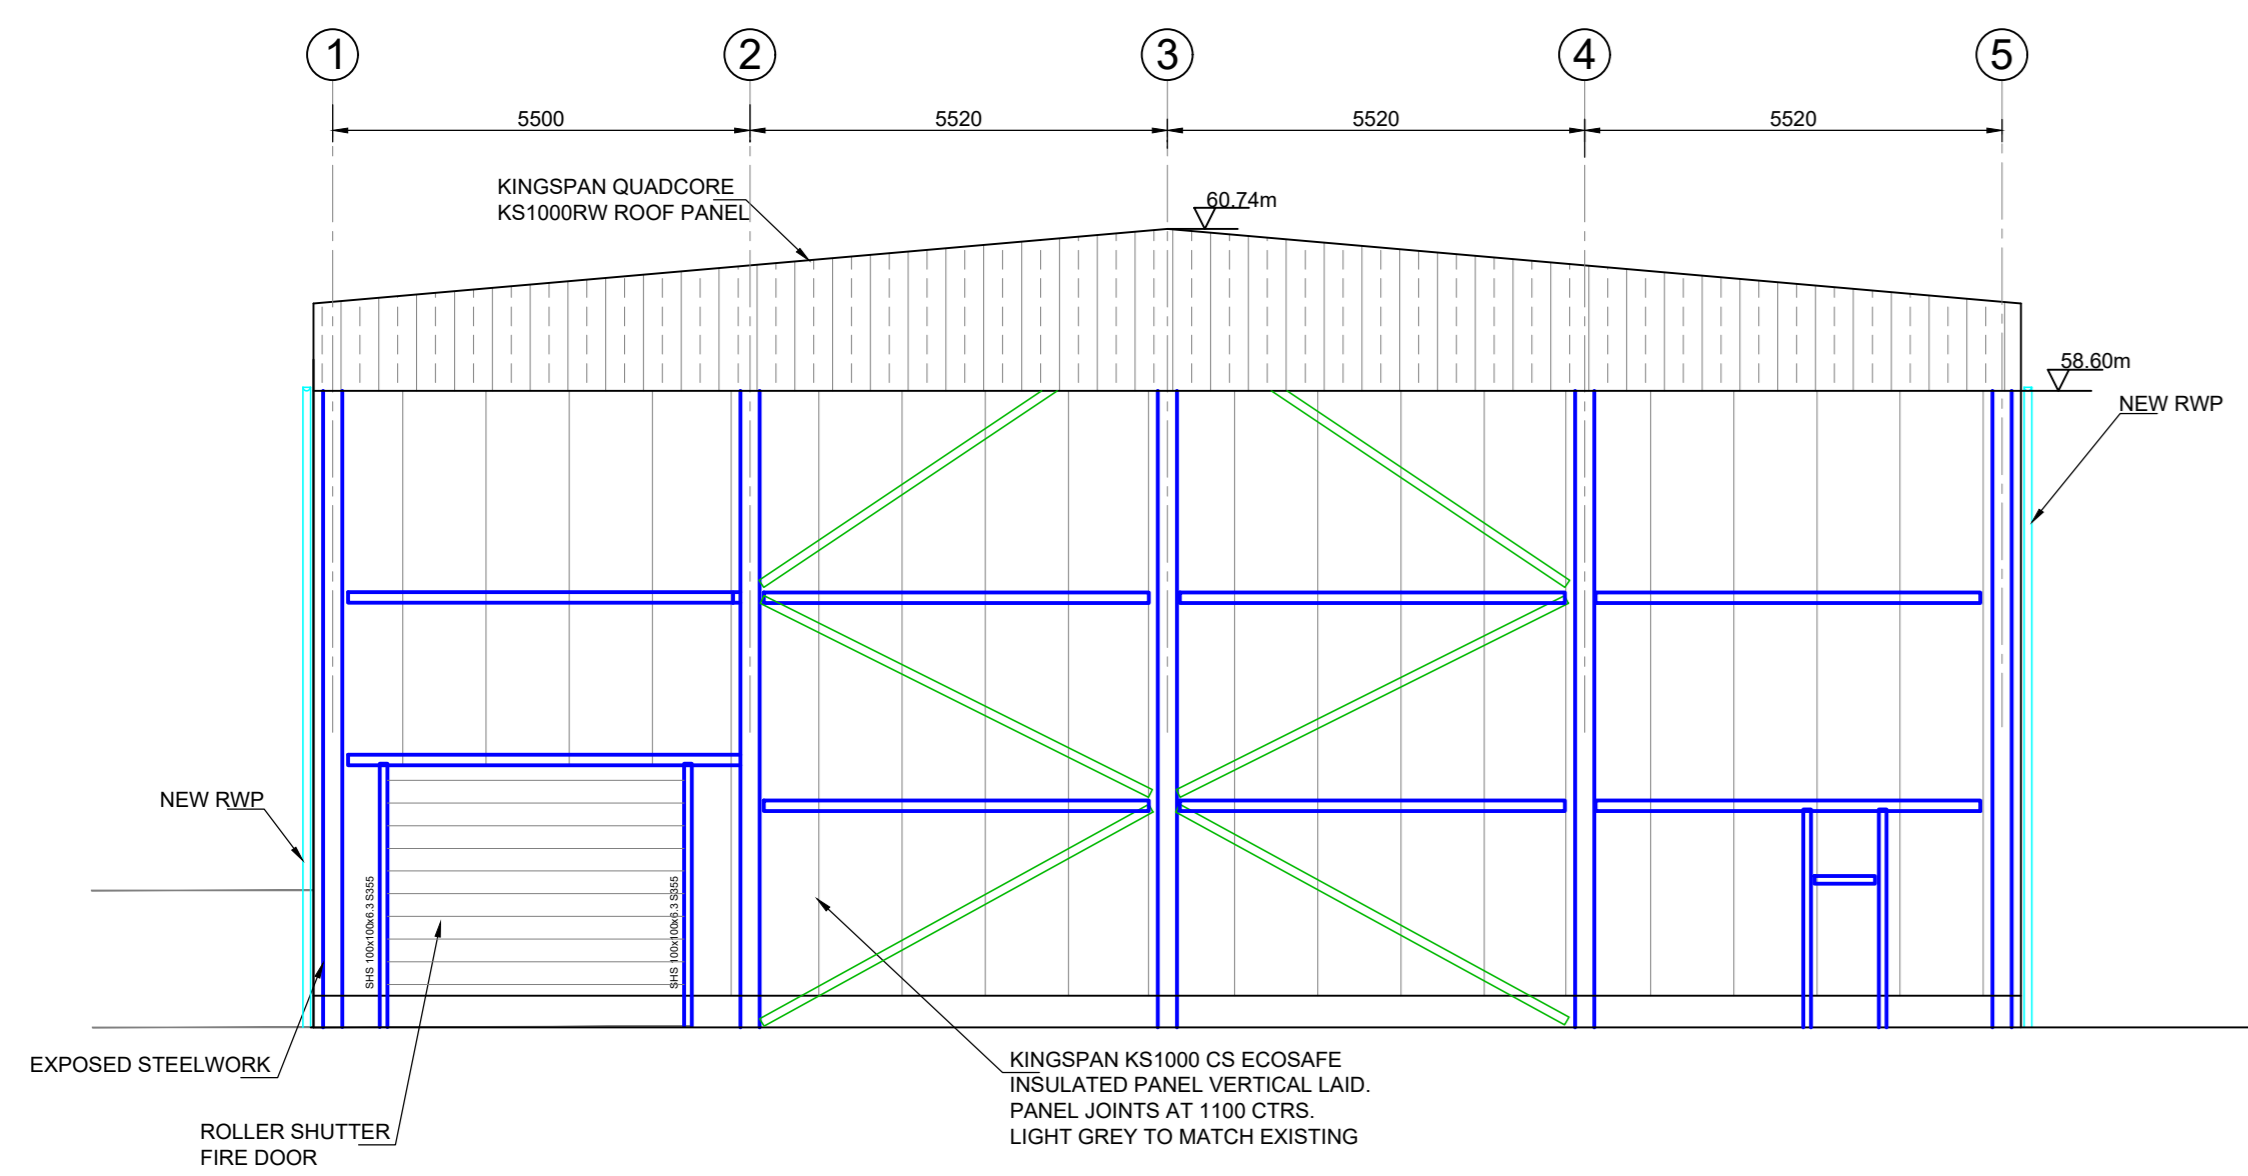 1
2
3
4
5
5500
5520
5520
5520
KINGSPAN QUADCORE
KS1000RW ROOF PANEL
60.74m
58.60m
NEW RWP
NEW RWP
SHS 100x100x6.3 S355
SHS 100x100x6.3 S355
EXPOSED STEELWORK
ROLLER SHUTTER
FIRE DOOR
KINGSPAN KS1000 CS ECOSAFE
INSULATED PANEL VERTICAL LAID.
PANEL JOINTS AT 1100 CTRS.
LIGHT GREY TO MATCH EXISTING